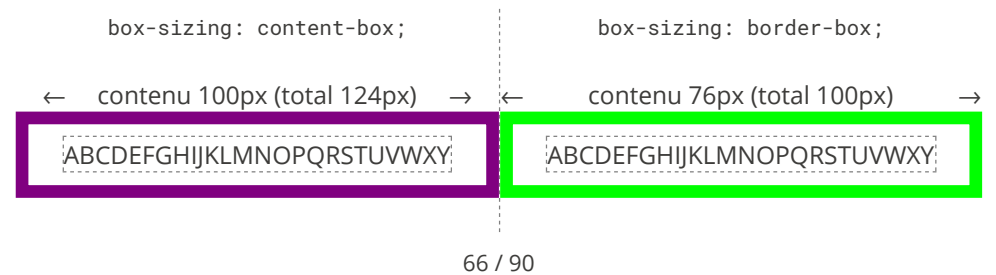 box-sizing: content-box; box-sizing: border-box;
← contenu 100px (total 124px) → ← contenu 76px (total 100px) →
ABCDEFGHIJKLMNOPQRSTUVWXY ABCDEFGHIJKLMNOPQRSTUVWXY
66 / 90